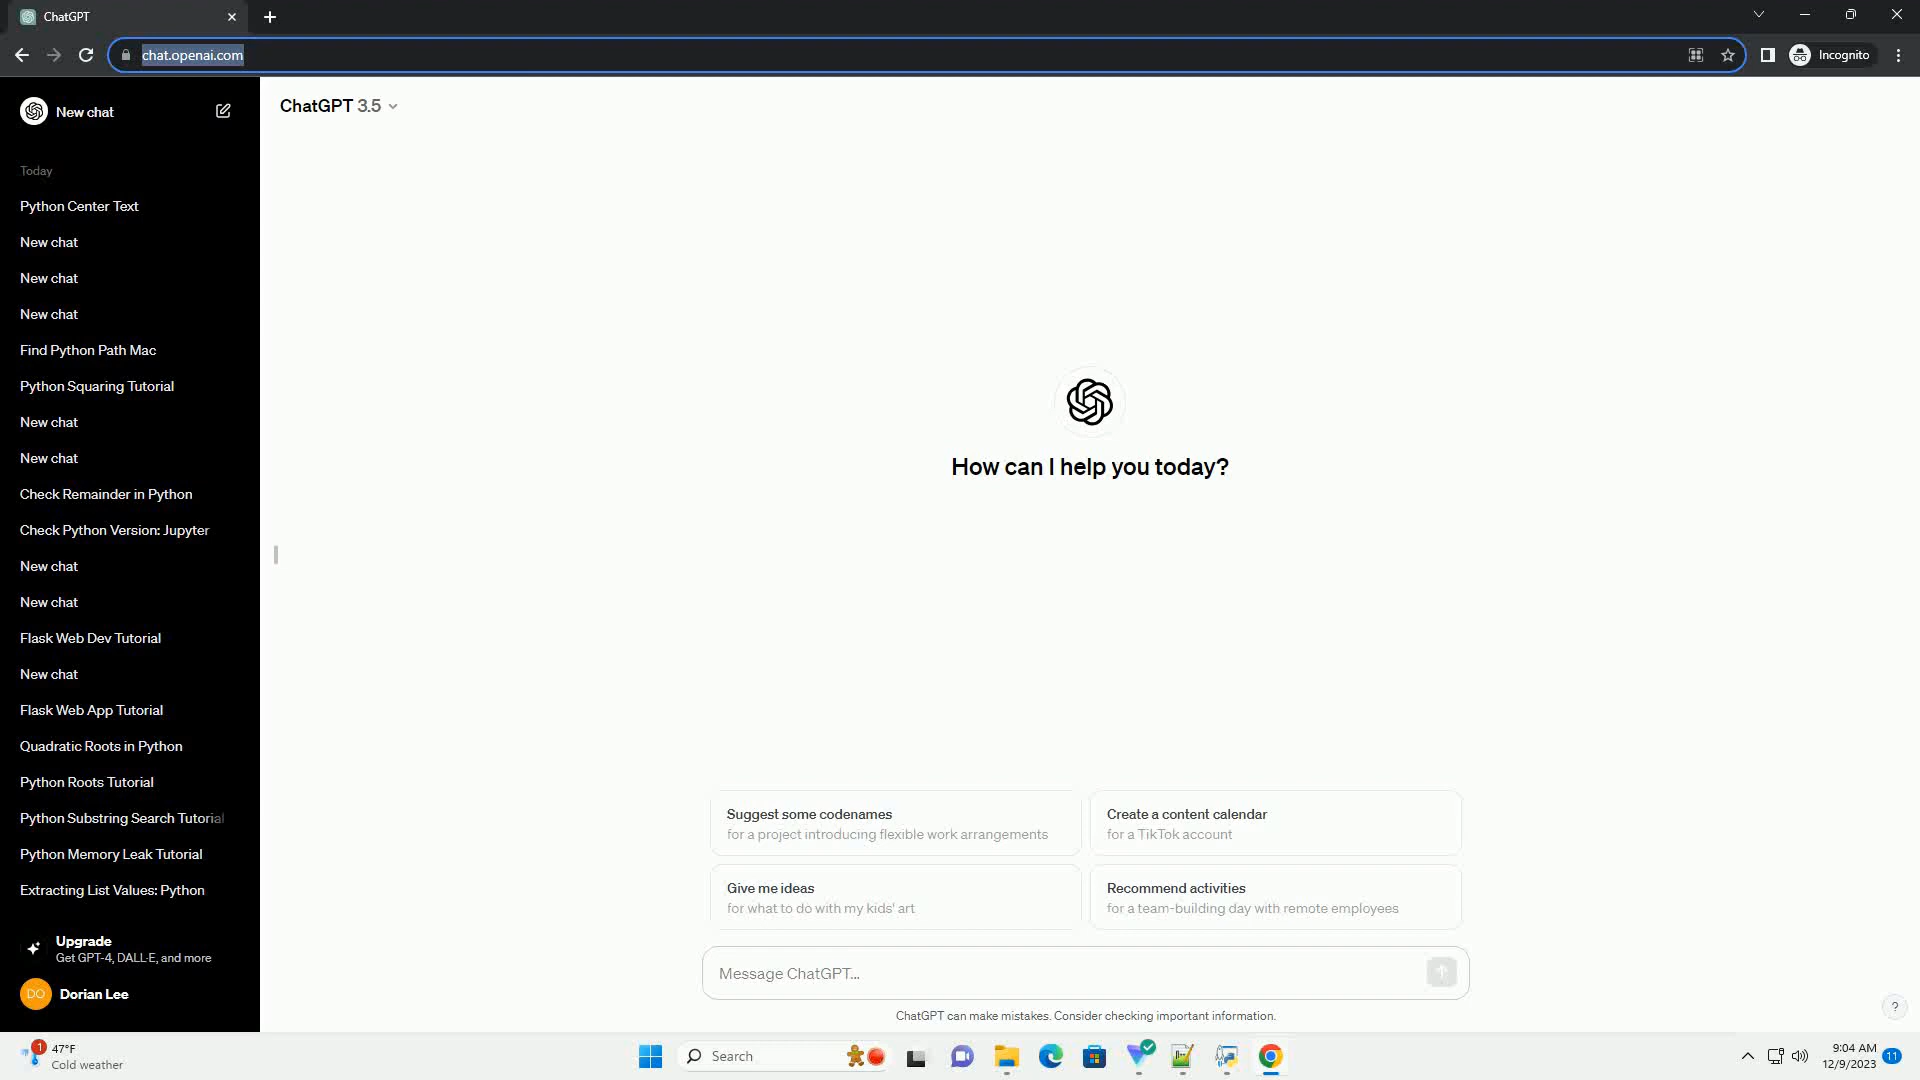 ChatGPT
chat.openai.com
Incognito
New chat
ChatGPT 3.5
Today
Python Center Text
New chat
New chat
New chat
Find Python Path Mac
Python Squaring Tutorial
New chat
New chat
Check Remainder in Python
Check Python Version: Jupyter
New chat
New chat
Flask Web Dev Tutorial
New chat
Flask Web App Tutorial
Quadratic Roots in Python
Python Roots Tutorial
Python Substring Search Tutorial
Python Memory Leak Tutorial
Extracting List Values: Python
Upgrade
Get GPT-4, DALL·E, and more
DO
Dorian Lee
How can I help you today?
Suggest some codenames
for a project introducing flexible work arrangements
Create a content calendar
for a TikTok account
Give me ideas
for what to do with my kids' art
Recommend activities
for a team-building day with remote employees
Message ChatGPT...
ChatGPT can make mistakes. Consider checking important information.
?
1
47°F
Cold weather
Search
9:04 AM
12/9/2023
11